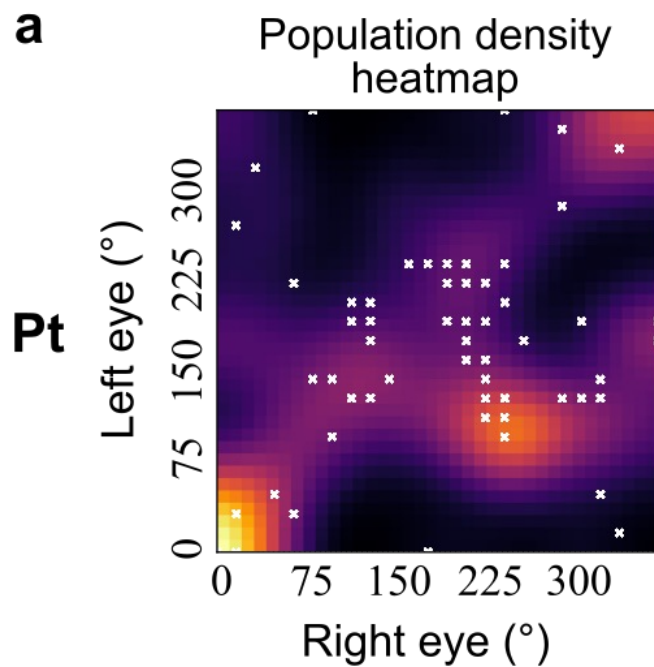 a
Population density
heatmap
300
225
150
75
0
Left eye (°)
Pt
0 75 150 225 300
Right eye (°)